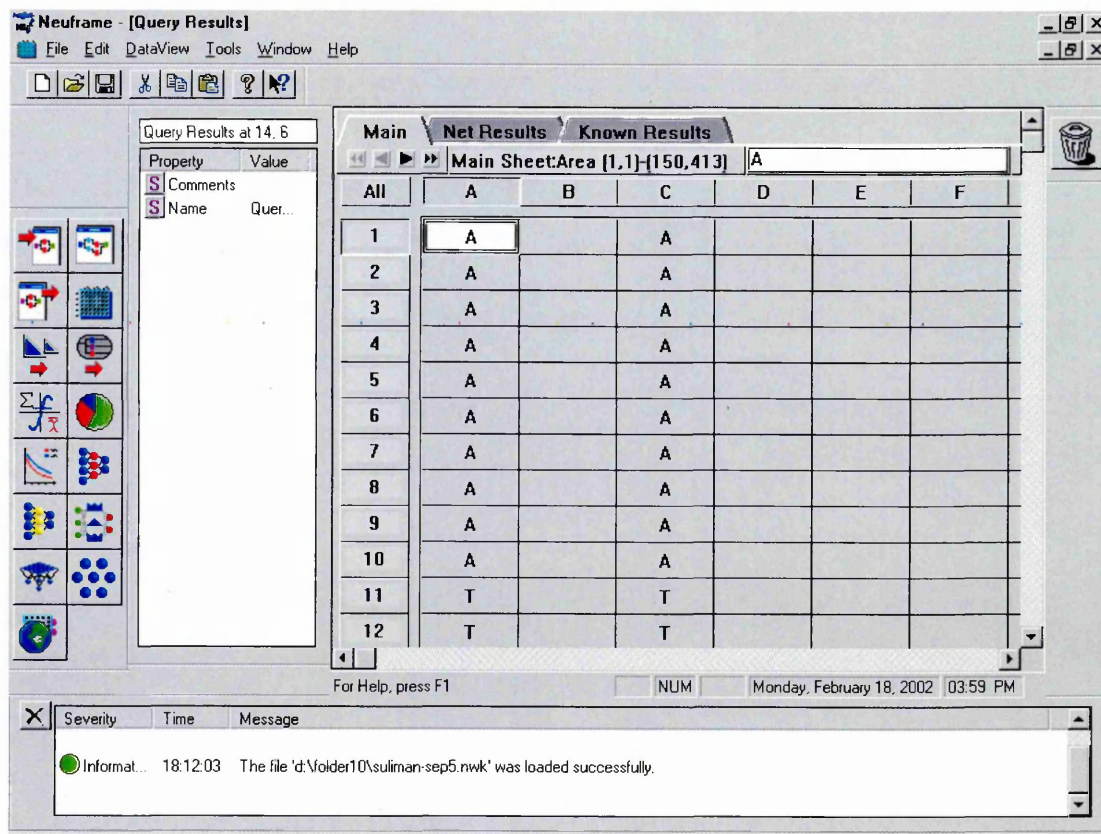 Neuframe - [Query Results]
File Edit DataView Tools Window Help
Query Results at 14, 6
Property Value
S Comments
S Name Quer...
Main Net Results Known Results
Main Sheet:Area (1,1)-(150,413) A
All A B C D E F
1 A A
2 A A
3 A A
4 A A
5 A A
6 A A
7 A A
8 A A
9 A A
10 A A
11 T T
12 T T
For Help, press F1 NUM Monday, February 18, 2002 03:59 PM
Severity Time Message
Informat... 18:12:03 The file 'd:\folder10\suliman-sep5.nwk' was loaded successfully.